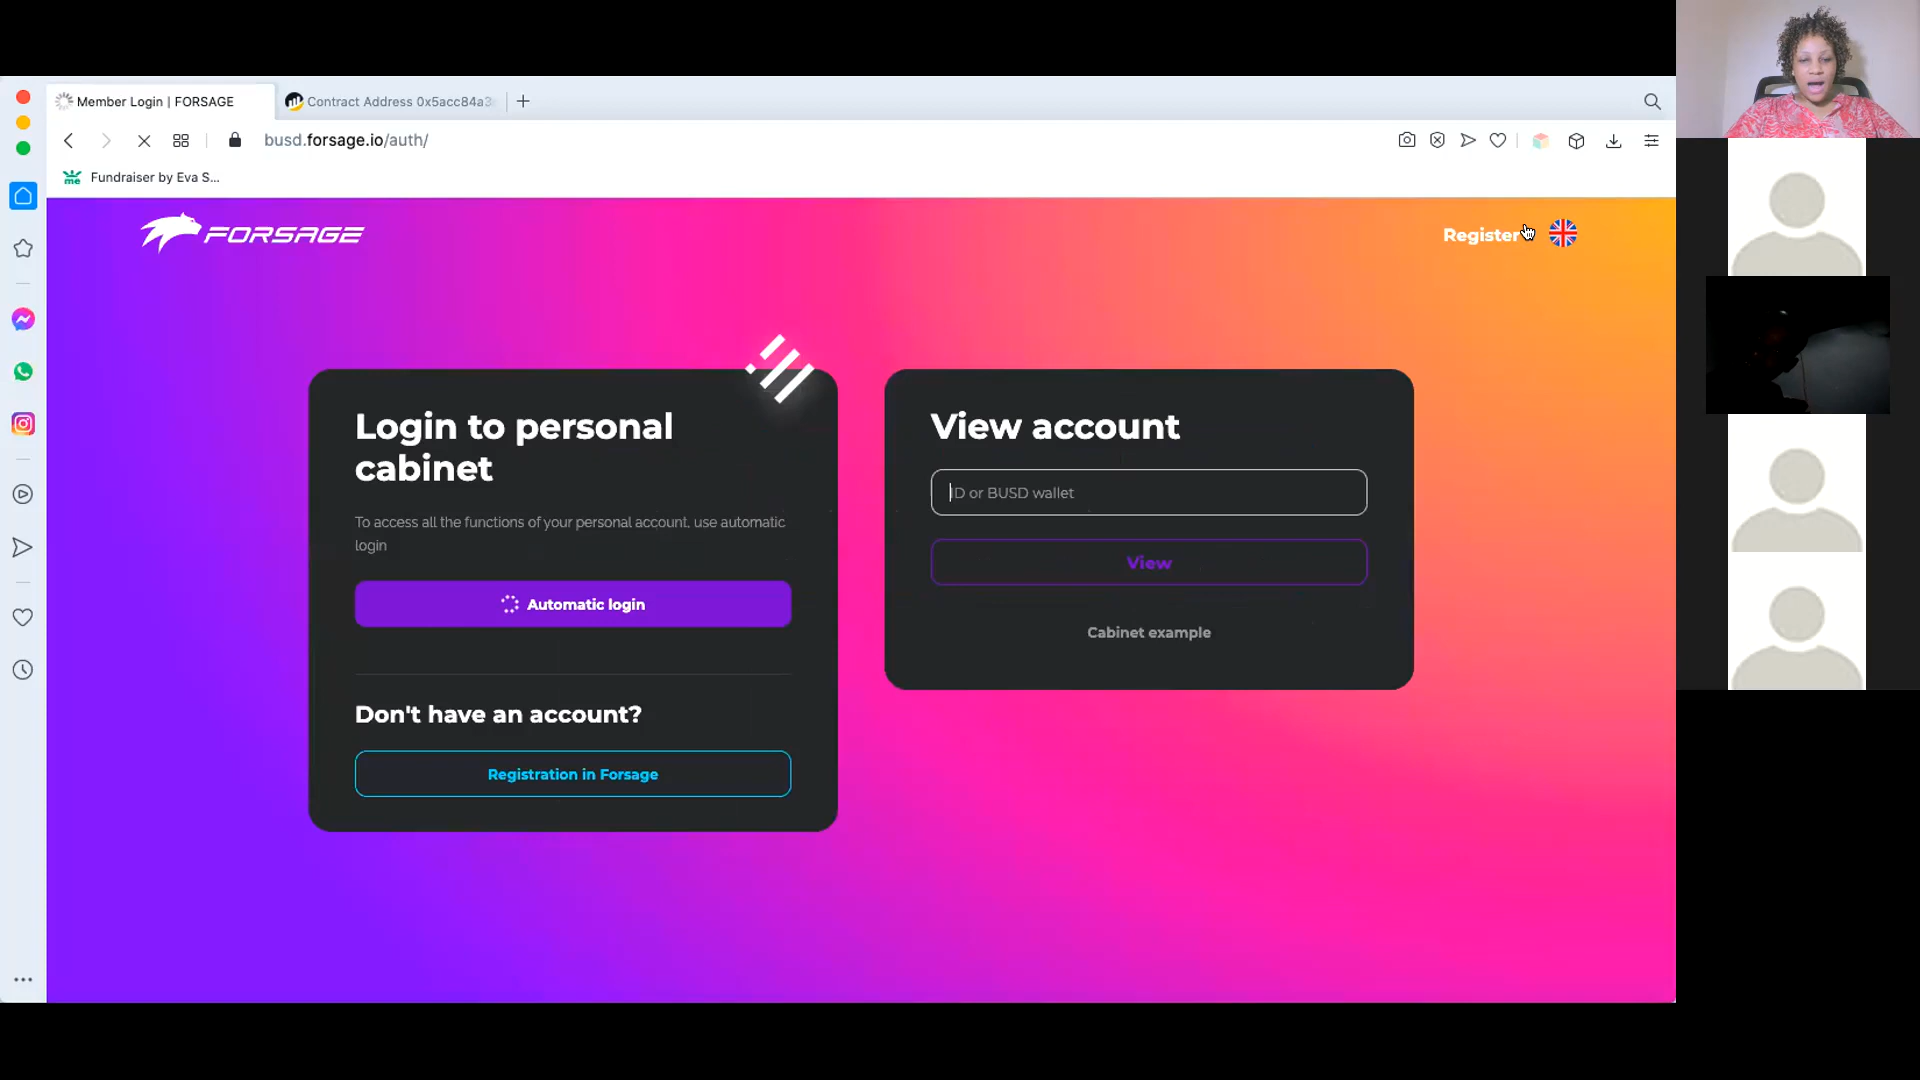 Member Login | FORSAGE
Contract Address 0x5acc84a3
busd.forsage.io/auth/
me
Fundraiser by Eva S...
FORSAGE
Register
Login to personal
cabinet
To access all the functions of your personal account, use automatic
login
Automatic login
Don't have an account?
Registration in Forsage
View account
ID or BUSD wallet
View
Cabinet example